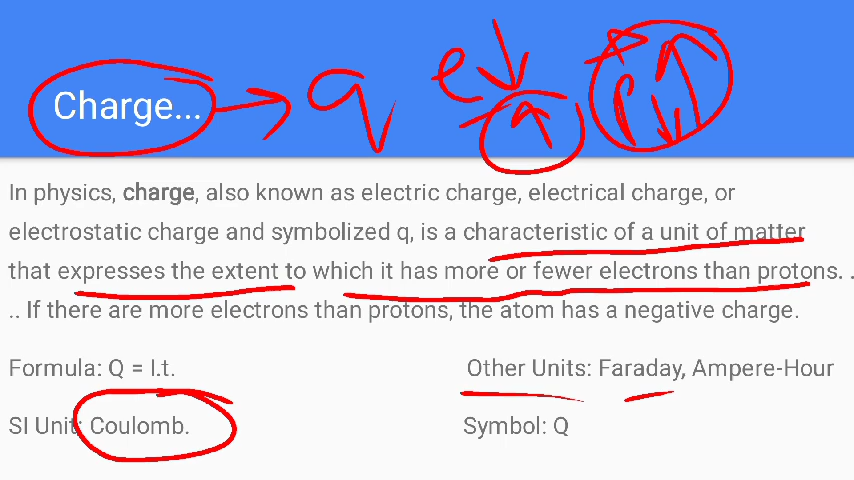 Charge... q e p
In physics, charge, also known as electric charge, electrical charge, or
electrostatic charge and symbolized q, is a characteristic of a unit of matter
that expresses the extent to which it has more or fewer electrons than protons. .
.. If there are more electrons than protons, the atom has a negative charge.
Formula: Q = I.t. Other Units: Faraday, Ampere-Hour
SI Unit: Coulomb. Symbol: Q